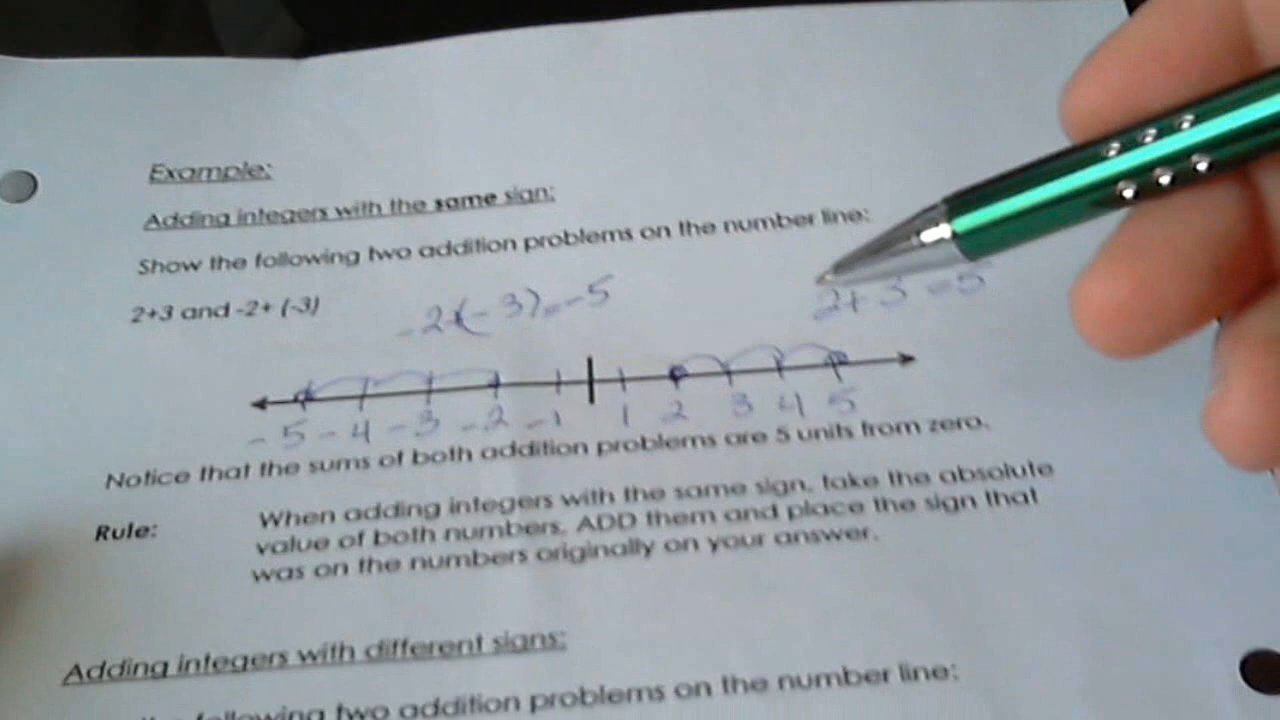 Example:
Adding integers with the same sign:
Show the following two addition problems on the number line:
2+3 and -2+ (-3)
-2+(-3)=-5
2+3=5
-5 -4 -3 -2 -1 1 2 3 4 5
Notice that the sums of both addition problems are 5 units from zero.
Rule: When adding integers with the same sign, take the absolute
value of both numbers, ADD them and place the sign that
was on the numbers originally on your answer.
Adding integers with different signs:
following two addition problems on the number line: